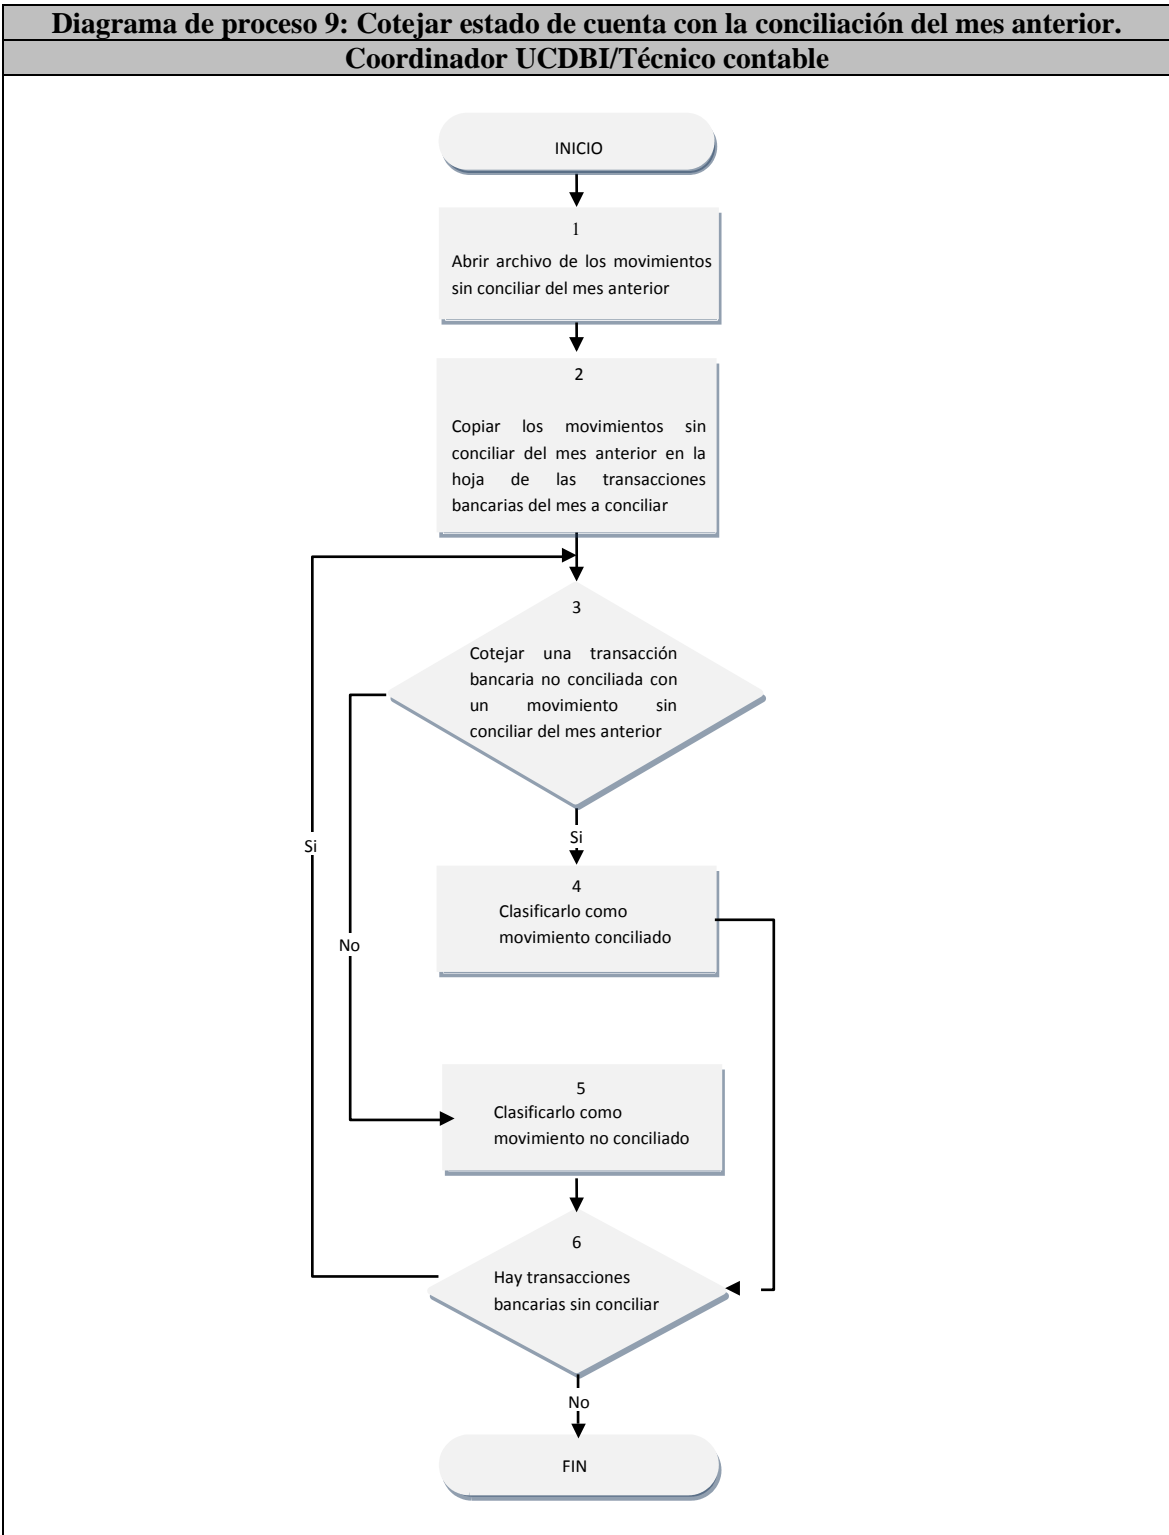 Diagrama de proceso 9: Cotejar estado de cuenta con la conciliación del mes anterior.
Coordinador UCDBI/Técnico contable
INICIO
1
Abrir archivo de los movimientos
sin conciliar del mes anterior
2
Copiar los movimientos sin
conciliar del mes anterior en la
hoja de las transacciones
bancarias del mes a conciliar
3
Cotejar una transacción
bancaria no conciliada con
un movimiento sin
conciliar del mes anterior
Si
Si
4
Clasificarlo como
movimiento conciliado
No
5
Clasificarlo como
movimiento no conciliado
6
Hay transacciones
bancarias sin conciliar
No
FIN